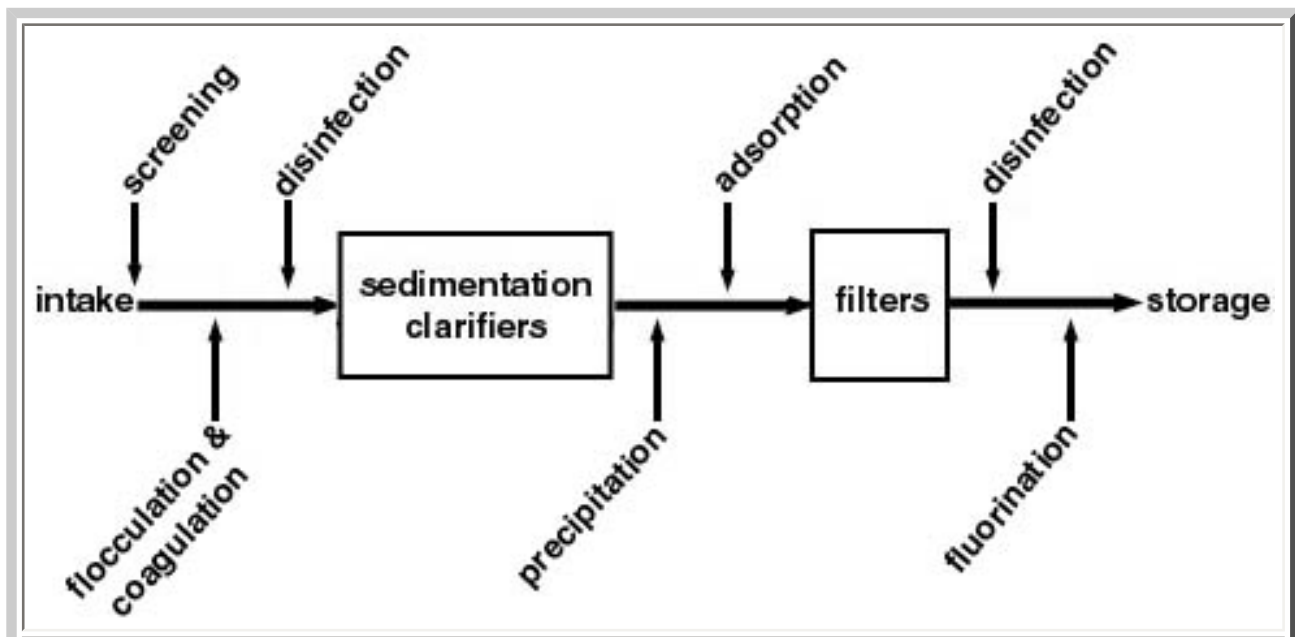 screening
disinfection
adsorption
disinfection
intake
sedimentation
clarifiers
filters
storage
flocculation &
coagulation
precipitation
fluorination